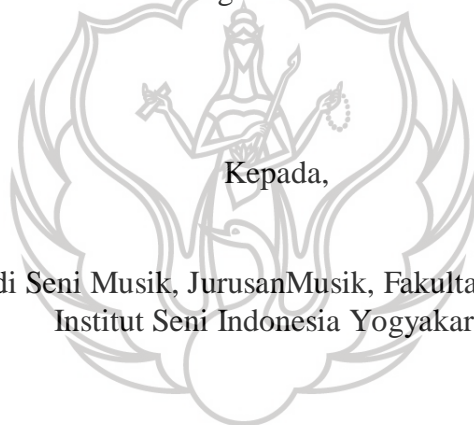 Kepada,
di Seni Musik, JurusanMusik, Fakulta
Institut Seni Indonesia Yogyakar